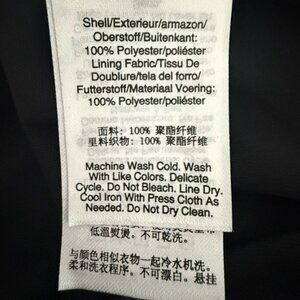 Shell/Exterieur/armazon/
Oberstoff/Buitenkant:
100% Polyester/poliéster
Lining Fabric/Tissu De
Doublure/tela del forro/
Futterstoff/Materiaal Voering:
100% Polyester/poliéster
面料: 100% 聚酯纤维
里料织物: 100% 聚酯纤维
Machine Wash Cold. Wash
With Like Colors. Delicate
Cycle. Do Not Bleach. Line Dry.
Cool Iron With Press Cloth As
Needed. Do Not Dry Clean.
低温熨烫。不可乾洗。
与颜色相似衣物一起冷水机洗。
柔和洗衣程序。不可漂白。悬挂